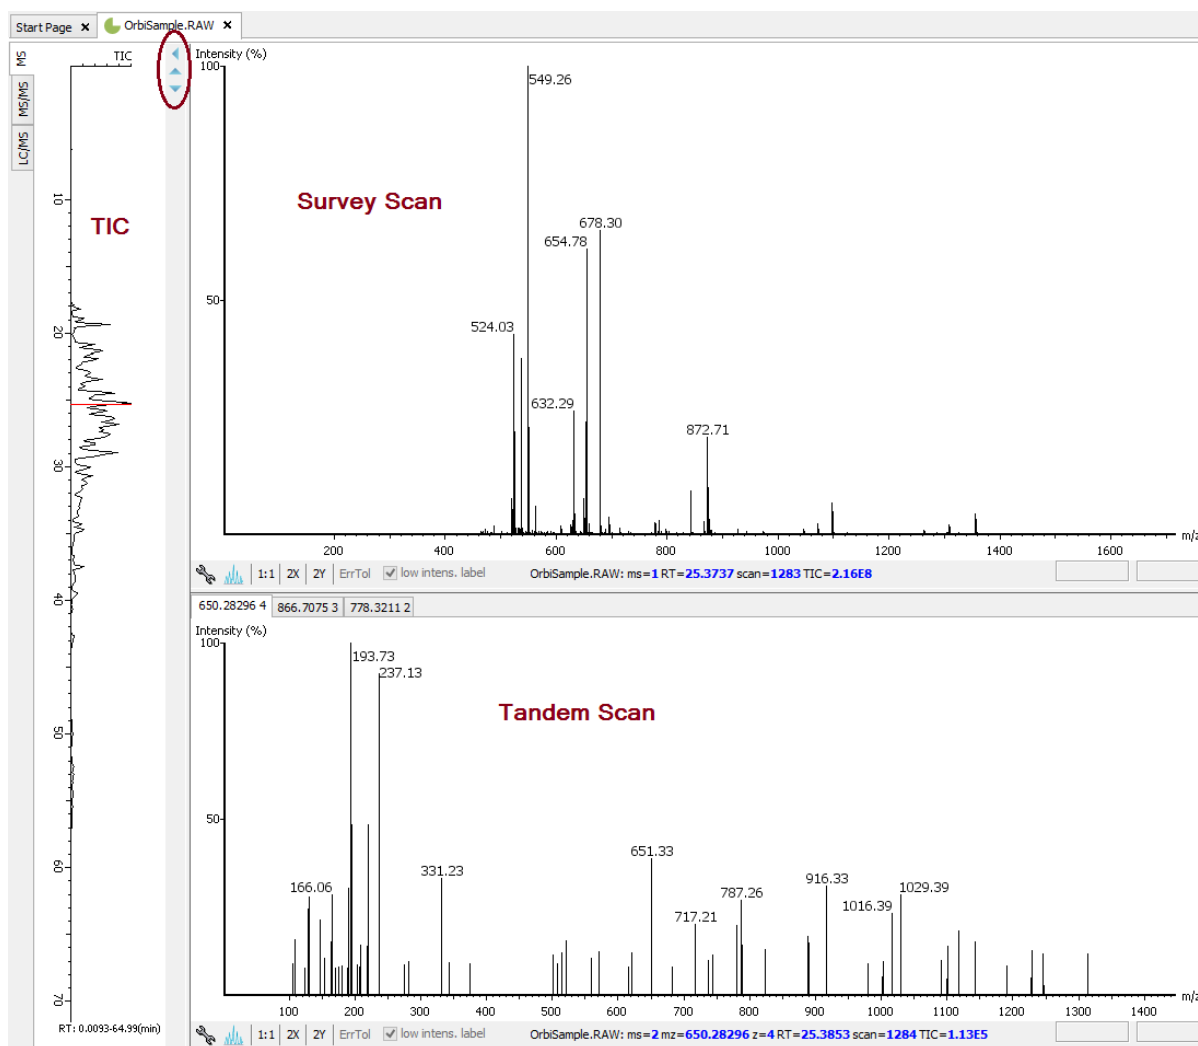 Start Page
OrbiSample.RAW
MS
MS/MS
LC/MS
TIC
10
20
30
40
50
60
70
TIC
RT: 0.0093-64.99(min)
Intensity (%)
100
50
549.26
Survey Scan
678.30
654.78
524.03
632.29
872.71
200 400 600 800 1000 1200 1400 1600 m/z
1:1 2X 2Y ErrTol low intens. label OrbiSample.RAW: ms=1 RT=25.3737 scan=1283 TIC=2.16E8
650.28296 4 866.7075 3 778.3211 2
Intensity (%)
100
50
193.73
237.13
Tandem Scan
651.33
331.23
166.06
916.33
787.26
1029.39
1016.39
717.21
100 200 300 400 500 600 700 800 900 1000 1100 1200 1300 1400 m/z
1:1 2X 2Y ErrTol low intens. label OrbiSample.RAW: ms=2 mz=650.28296 z=4 RT=25.3853 scan=1284 TIC=1.13E5